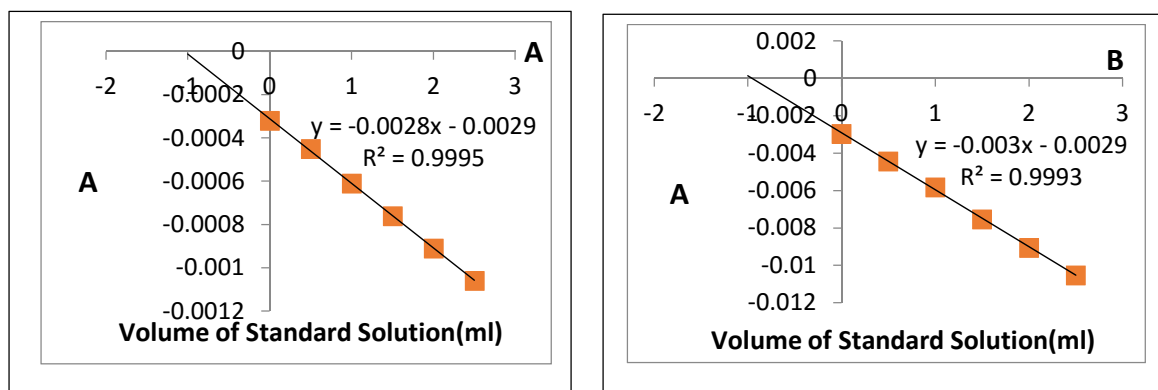 A
0
-2 -1 0 1 2 3
-0.0002
-0.0004
-0.0006
-0.0008
-0.001
-0.0012
y = -0.0028x - 0.0029
R² = 0.9995
A
Volume of Standard Solution(ml)
B
0.002
0
-2 -1 0 1 2 3
-0.002
-0.004
-0.006
-0.008
-0.01
-0.012
y = -0.003x - 0.0029
R² = 0.9993
A
Volume of Standard Solution(ml)